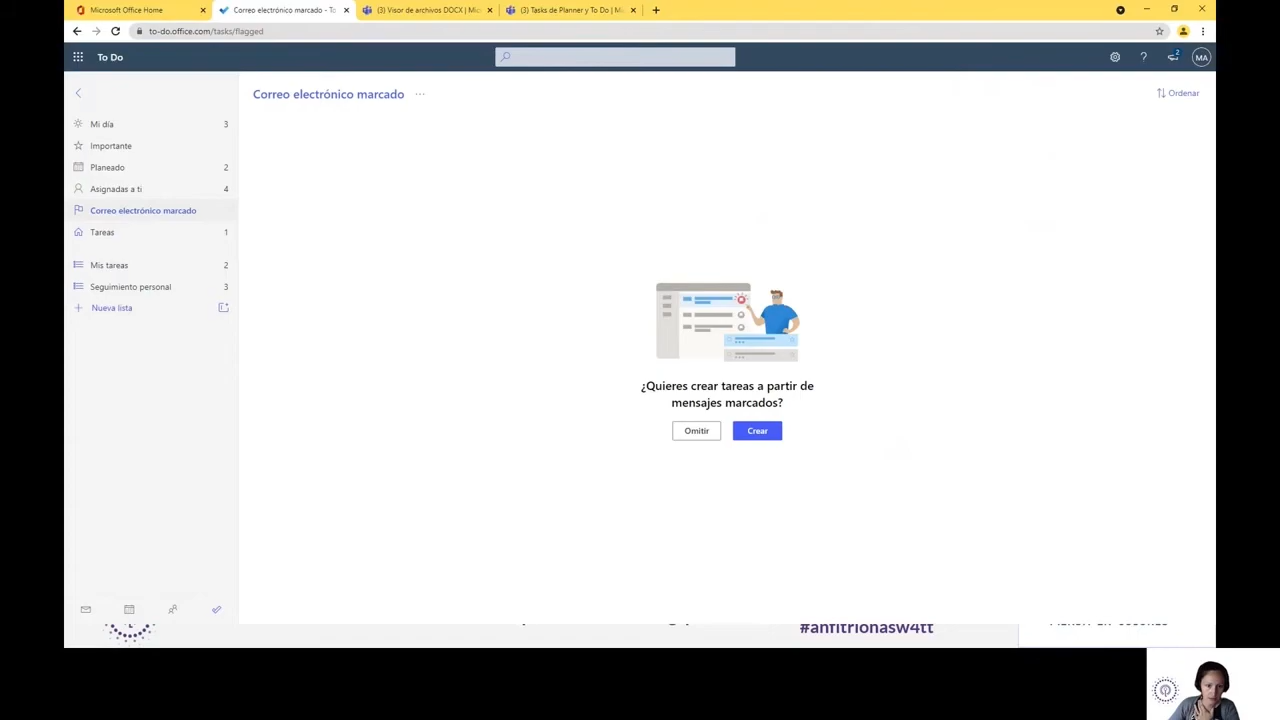 Microsoft Office Home
Correo electrónico marcado - To
(3) Visor de archivos DOCX | Mic
(3) Tasks de Planner y To Do | Mi
to-do.office.com/tasks/flagged
To Do
2
MA
Correo electrónico marcado ...
Ordenar
Mi día 3
Importante
Planeado 2
Asignadas a ti 4
Correo electrónico marcado
Tareas 1
Mis tareas 2
Seguimiento personal 3
Nueva lista
¿Quieres crear tareas a partir de
mensajes marcados?
Omitir
Crear
#anfitrionasw4tt